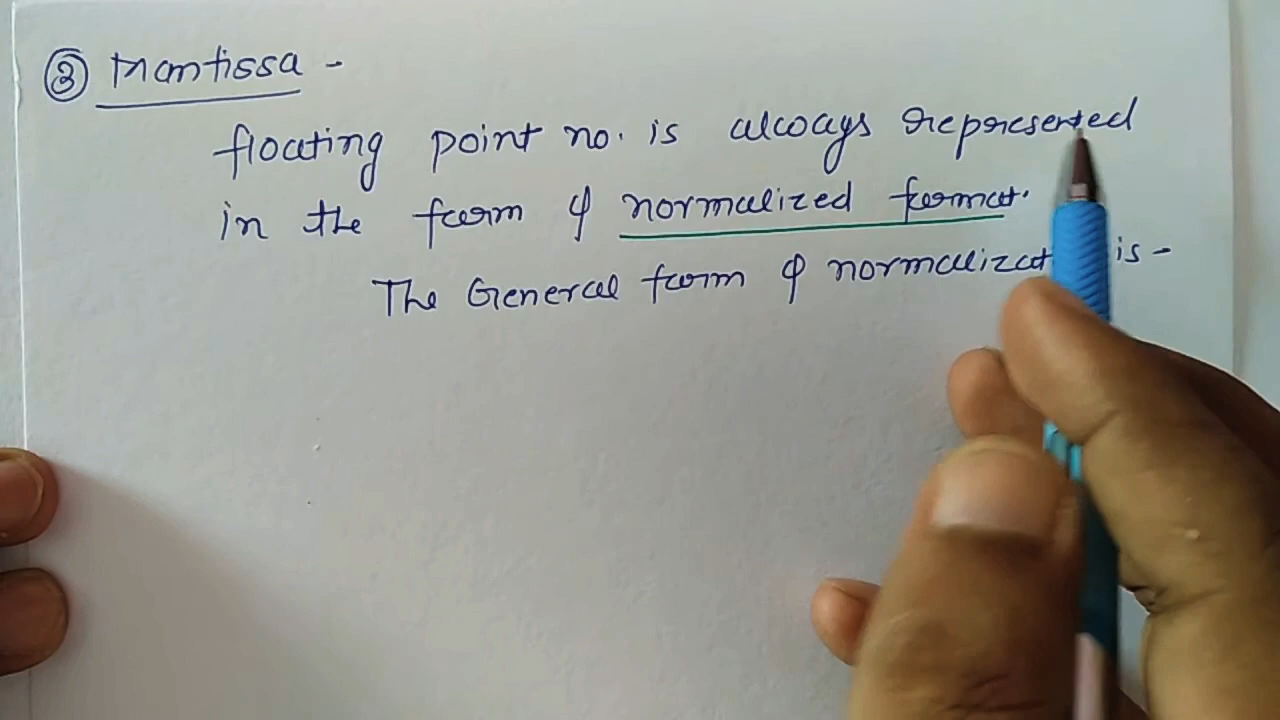 ③ Mantissa -
floating point no. is always represented
in the form of normalized format.
The General form of normalizat is -